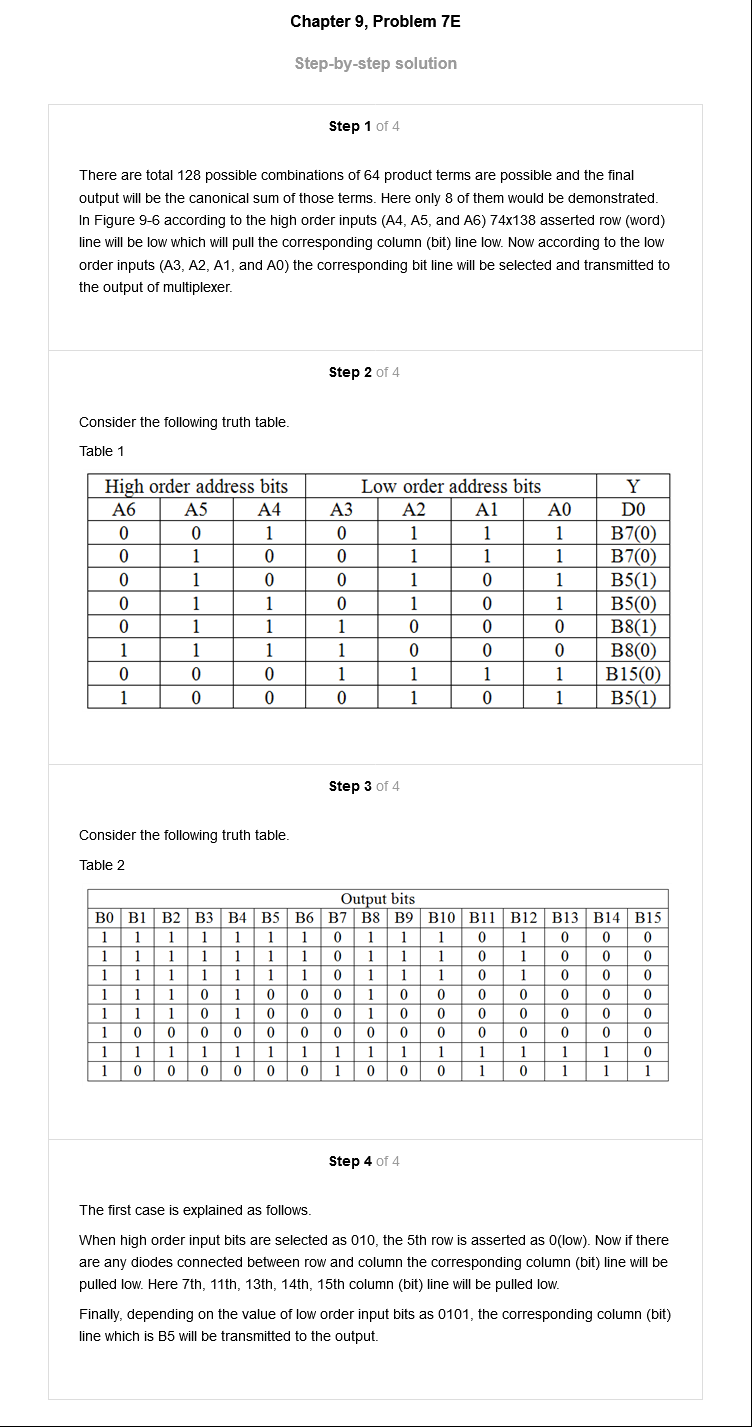 Chapter 9, Problem 7E
Step-by-step solution
Step 1 of 4
There are total 128 possible combinations of 64 product terms are possible and the final
output will be the canonical sum of those terms. Here only 8 of them would be demonstrated.
In Figure 9-6 according to the high order inputs (A4, A5, and A6) 74x138 asserted row (word)
line will be low which will pull the corresponding column (bit) line low. Now according to the low
order inputs (A3, A2, A1, and A0) the corresponding bit line will be selected and transmitted to
the output of multiplexer.
Step 2 of 4
Consider the following truth table.
Table 1
High order address bits Low order address bits Y
A6 A5 A4 A3 A2 A1 A0 D0
0 0 1 0 1 1 1 B7(0)
0 1 0 0 1 1 1 B7(0)
0 1 0 0 1 0 1 B5(1)
0 1 1 0 1 0 1 B5(0)
0 1 1 1 0 0 0 B8(1)
1 1 1 1 0 0 0 B8(0)
0 0 0 1 1 1 1 B15(0)
1 0 0 0 1 0 1 B5(1)
Step 3 of 4
Consider the following truth table.
Table 2
Output bits
B0 B1 B2 B3 B4 B5 B6 B7 B8 B9 B10 B11 B12 B13 B14 B15
1 1 1 1 1 1 1 0 1 1 1 0 1 0 0 0
1 1 1 1 1 1 1 0 1 1 1 0 1 0 0 0
1 1 1 1 1 1 1 0 1 1 1 0 1 0 0 0
1 1 1 0 1 0 0 0 1 0 0 0 0 0 0 0
1 1 1 0 1 0 0 0 1 0 0 0 0 0 0 0
1 0 0 0 0 0 0 0 0 0 0 0 0 0 0 0
1 1 1 1 1 1 1 1 1 1 1 1 1 1 1 0
1 0 0 0 0 0 0 1 0 0 0 1 0 1 1 1
Step 4 of 4
The first case is explained as follows.
When high order input bits are selected as 010, the 5th row is asserted as 0(low). Now if there
are any diodes connected between row and column the corresponding column (bit) line will be
pulled low. Here 7th, 11th, 13th, 14th, 15th column (bit) line will be pulled low.
Finally, depending on the value of low order input bits as 0101, the corresponding column (bit)
line which is B5 will be transmitted to the output.